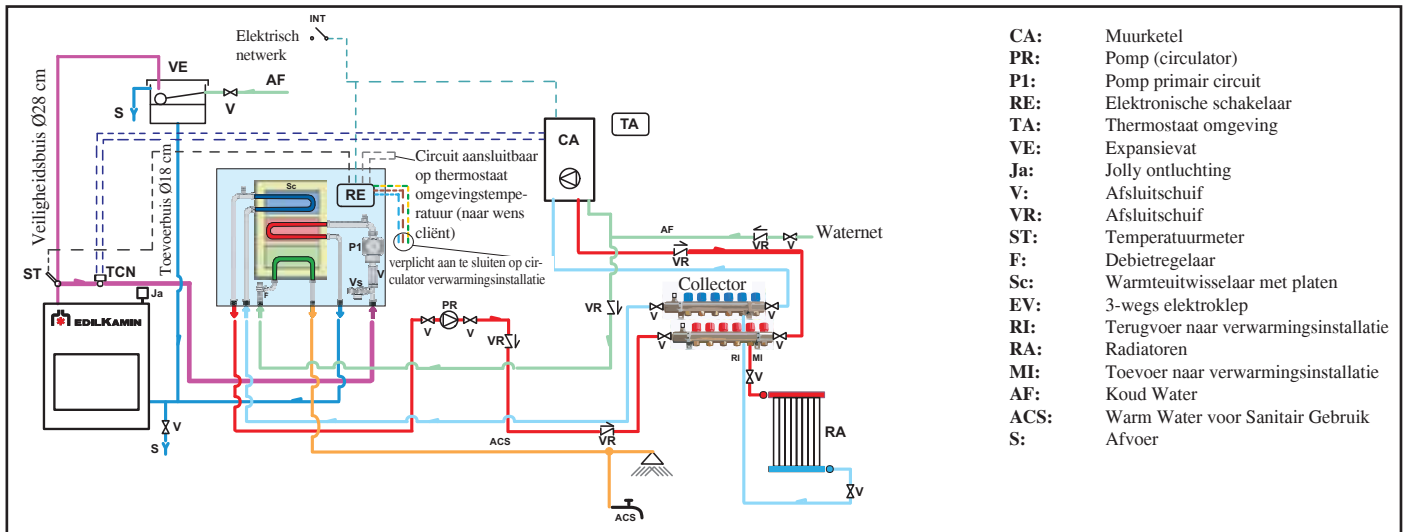 INT
Elektrisch
netwerk
VE
AF
S
V
Veiligheidsbuis Ø28 cm
Toevoerbuis Ø18 cm
CA
TA
Sc
RE
Circuit aansluitbaar
op thermostaat
omgevingstempe-
ratuur (naar wens
cliënt)
P1
V
Vs
F
verplicht aan te sluiten op cir-
culator verwarmingsinstallatie
AF
VR
V
Waternet
VR
ST
TCN
Ja
EDILKAMIN
PR
V
V
VR
VR
Collector
V
V
V
V
RI
MI
V
RA
V
V
S
ACS
VR
ACS
CA: Muurketel
PR: Pomp (circulator)
P1: Pomp primair circuit
RE: Elektronische schakelaar
TA: Thermostaat omgeving
VE: Expansievat
Ja: Jolly ontluchting
V: Afsluitschuif
VR: Afsluitschuif
ST: Temperatuurmeter
F: Debietregelaar
Sc: Warmteuitwisselaar met platen
EV: 3-wegs elektroklep
RI: Terugvoer naar verwarmingsinstallatie
RA: Radiatoren
MI: Toevoer naar verwarmingsinstallatie
AF: Koud Water
ACS: Warm Water voor Sanitair Gebruik
S: Afvoer